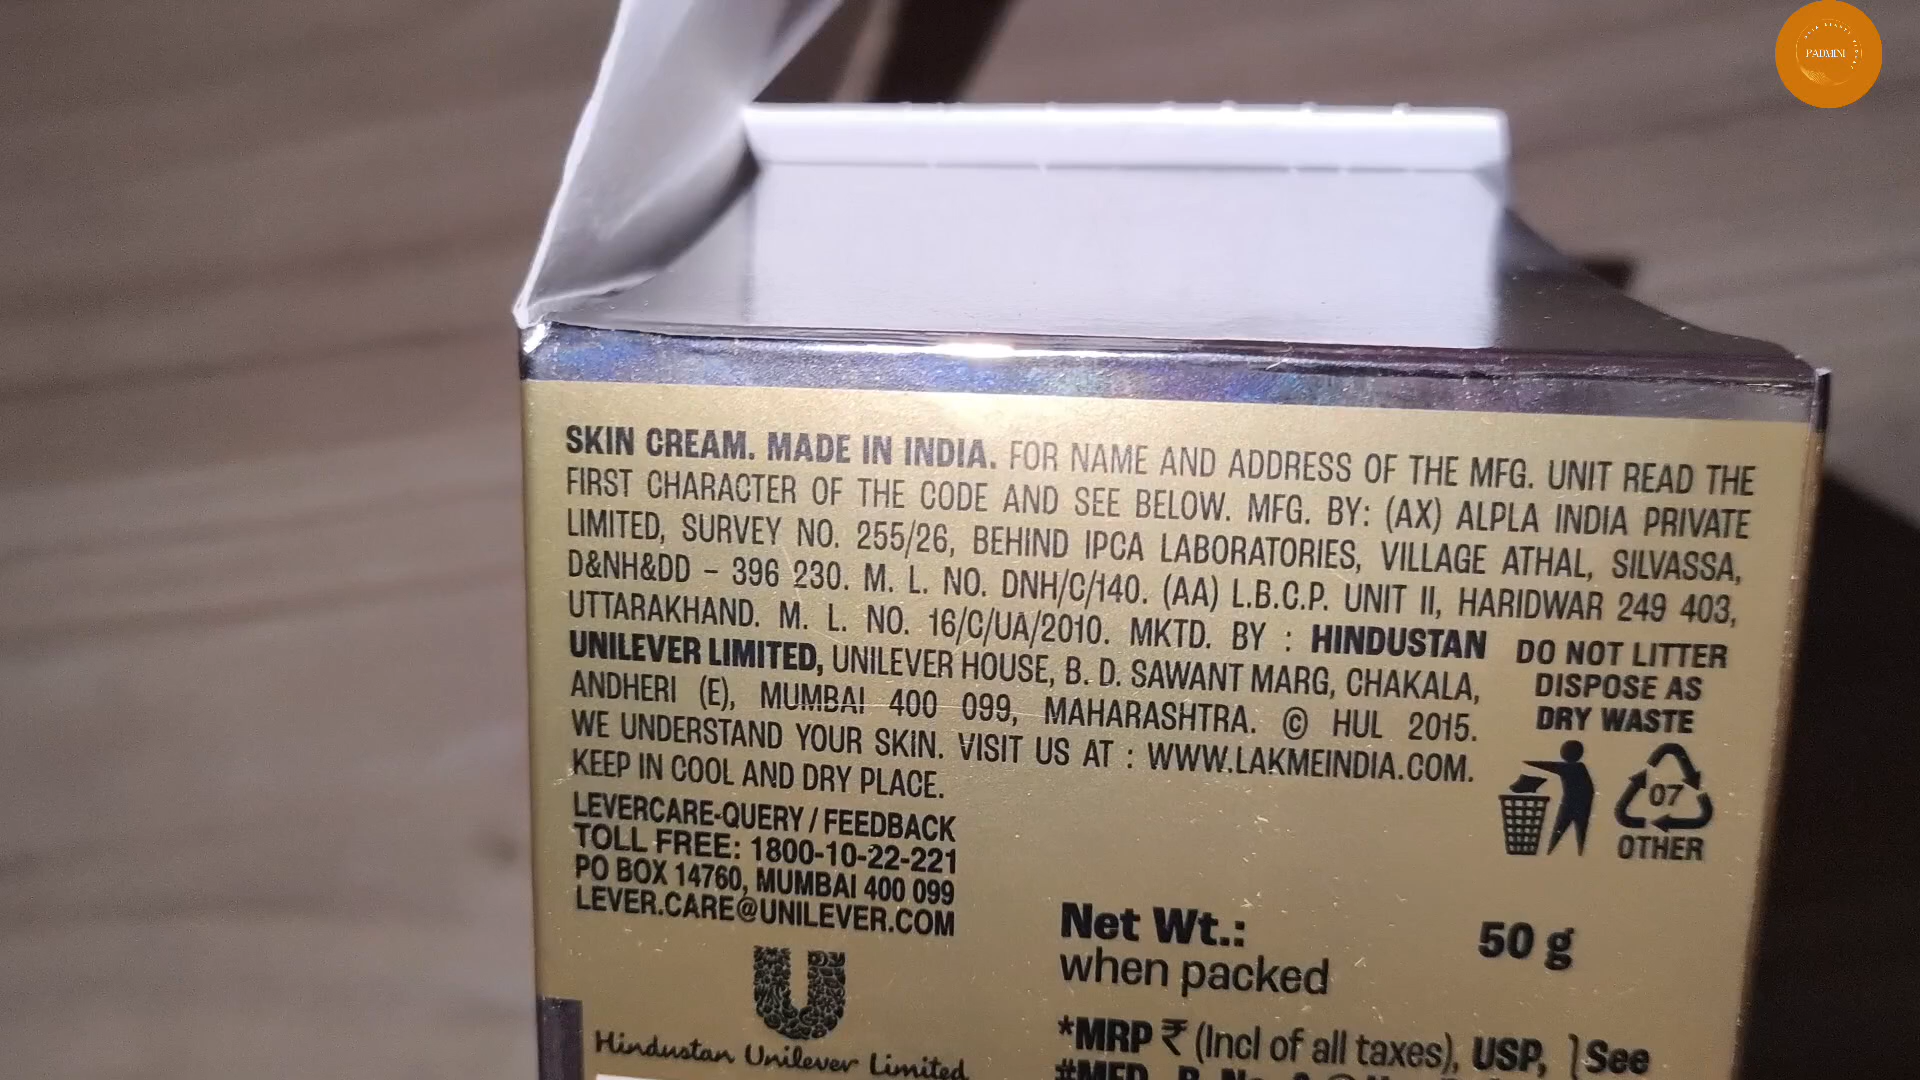 PADMINI
SKIN CREAM. MADE IN INDIA. FOR NAME AND ADDRESS OF THE MFG. UNIT READ THE
FIRST CHARACTER OF THE CODE AND SEE BELOW. MFG. BY: (AX) ALPLA INDIA PRIVATE
LIMITED, SURVEY NO. 255/26, BEHIND IPCA LABORATORIES, VILLAGE ATHAL, SILVASSA,
D&NH&DD – 396 230. M. L. NO. DNH/C/140. (AA) L.B.C.P. UNIT II, HARIDWAR 249 403,
UTTARAKHAND. M. L. NO. 16/C/UA/2010. MKTD. BY : HINDUSTAN
UNILEVER LIMITED, UNILEVER HOUSE, B. D. SAWANT MARG, CHAKALA,
ANDHERI (E), MUMBAI 400 099, MAHARASHTRA. © HUL 2015.
WE UNDERSTAND YOUR SKIN. VISIT US AT : WWW.LAKMEINDIA.COM.
KEEP IN COOL AND DRY PLACE.
DO NOT LITTER
DISPOSE AS
DRY WASTE
07
OTHER
LEVERCARE-QUERY / FEEDBACK
TOLL FREE: 1800-10-22-221
PO BOX 14760, MUMBAI 400 099
LEVER.CARE@UNILEVER.COM
Hindustan Unilever Limited
Net Wt.: 50 g
when packed
*MRP ₹ (Incl of all taxes), USP, } See